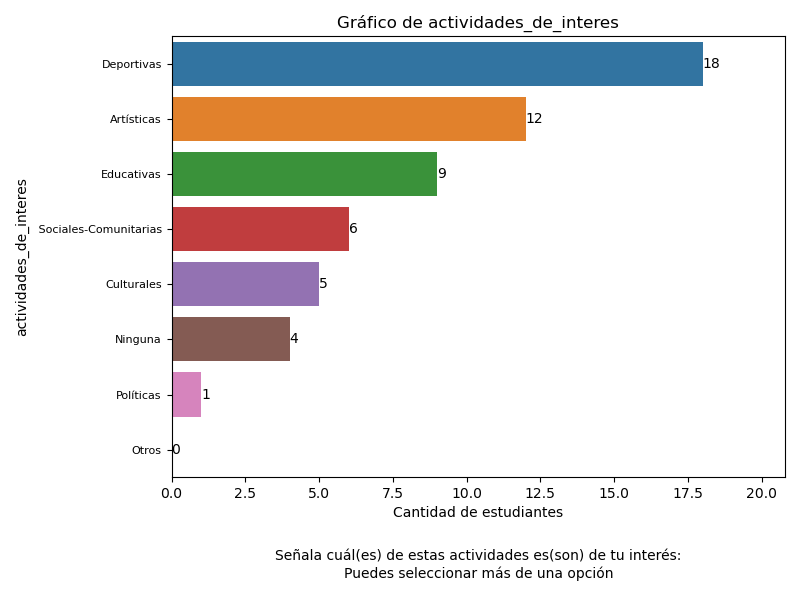 Gráfico de actividades_de_interes
actividades_de_interes
Deportivas
18
Artísticas
12
Educativas
9
Sociales-Comunitarias
6
Culturales
5
Ninguna
4
Políticas
1
Otros
0
0.0 2.5 5.0 7.5 10.0 12.5 15.0 17.5 20.0
Cantidad de estudiantes
Señala cuál(es) de estas actividades es(son) de tu interés:
Puedes seleccionar más de una opción